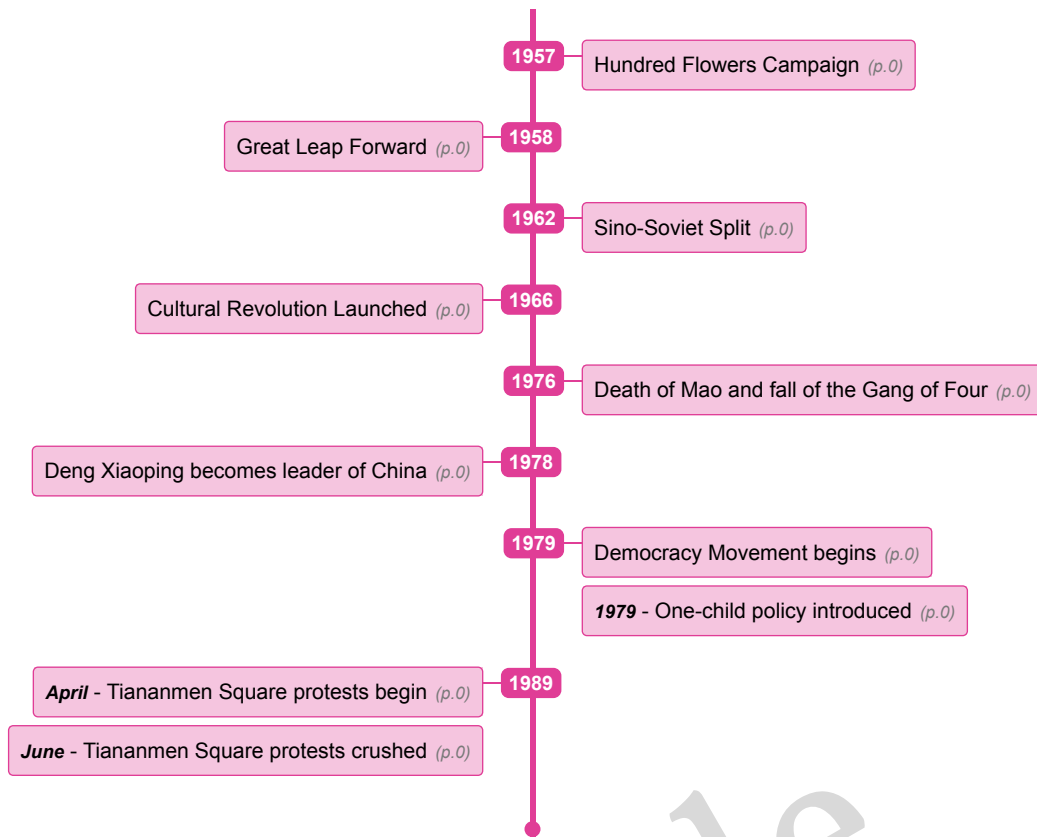 1957
Hundred Flowers Campaign (p.0)
1958
Great Leap Forward (p.0)
1962
Sino-Soviet Split (p.0)
1966
Cultural Revolution Launched (p.0)
1976
Death of Mao and fall of the Gang of Four (p.0)
1978
Deng Xiaoping becomes leader of China (p.0)
1979
Democracy Movement begins (p.0)
1979 - One-child policy introduced (p.0)
1989
April - Tiananmen Square protests begin (p.0)
June - Tiananmen Square protests crushed (p.0)